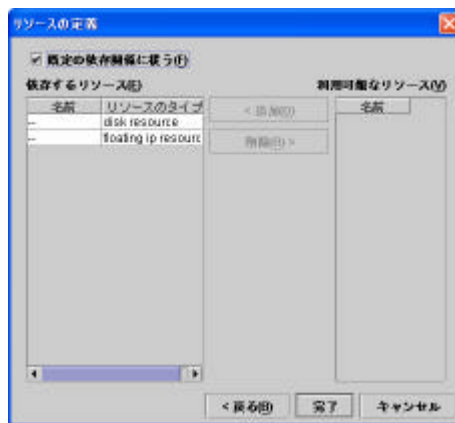 リソースの定義
既定の依存関係に従う(F)
依存するリソース(E)
利用可能なリソース(V)
名前 リソースのタイプ
-- disk resource
-- floating ip resourc
< 追加(D)
削除(R) >
名前
< 戻る(B)
完了
キャンセル